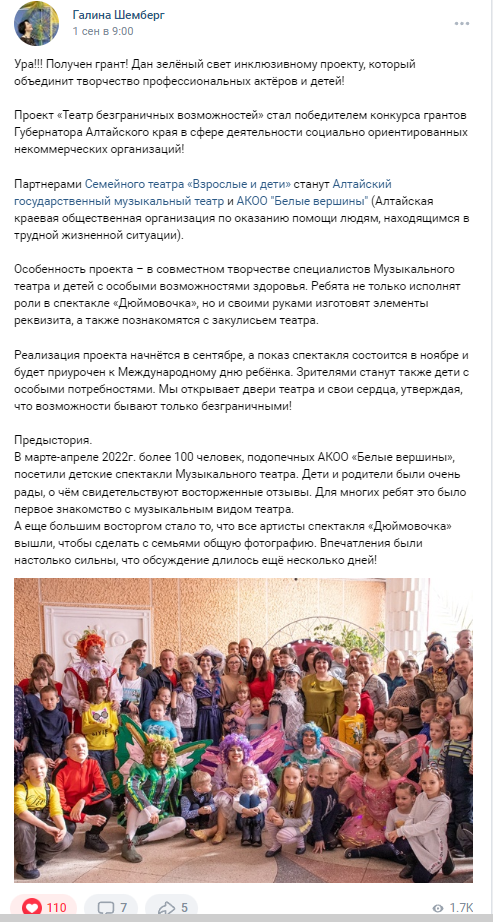 Галина Шемберг
1 сен в 9:00
Ура!!! Получен грант! Дан зелёный свет инклюзивному проекту, который
объединит творчество профессиональных актёров и детей!
Проект «Театр безграничных возможностей» стал победителем конкурса грантов
Губернатора Алтайского края в сфере деятельности социально ориентированных
некоммерческих организаций!
Партнерами Семейного театра «Взрослые и дети» станут Алтайский
государственный музыкальный театр и АКОО "Белые вершины" (Алтайская
краевая общественная организация по оказанию помощи людям, находящимся в
трудной жизненной ситуации).
Особенность проекта – в совместном творчестве специалистов Музыкального
театра и детей с особыми возможностями здоровья. Ребята не только исполнят
роли в спектакле «Дюймовочка», но и своими руками изготовят элементы
реквизита, а также познакомятся с закулисьем театра.
Реализация проекта начнётся в сентябре, а показ спектакля состоится в ноябре и
будет приурочен к Международному дню ребёнка. Зрителями станут также дети с
особыми потребностями. Мы открывает двери театра и свои сердца, утверждая,
что возможности бывают только безграничными!
Предыстория.
В марте-апреле 2022г. более 100 человек, подопечных АКОО «Белые вершины»,
посетили детские спектакли Музыкального театра. Дети и родители были очень
рады, о чём свидетельствуют восторженные отзывы. Для многих ребят это было
первое знакомство с музыкальным видом театра.
А еще большим восторгом стало то, что все артисты спектакля «Дюймовочка»
вышли, чтобы сделать с семьями общую фотографию. Впечатления были
настолько сильны, что обсуждение длилось ещё несколько дней!
110 7 5 1.7K